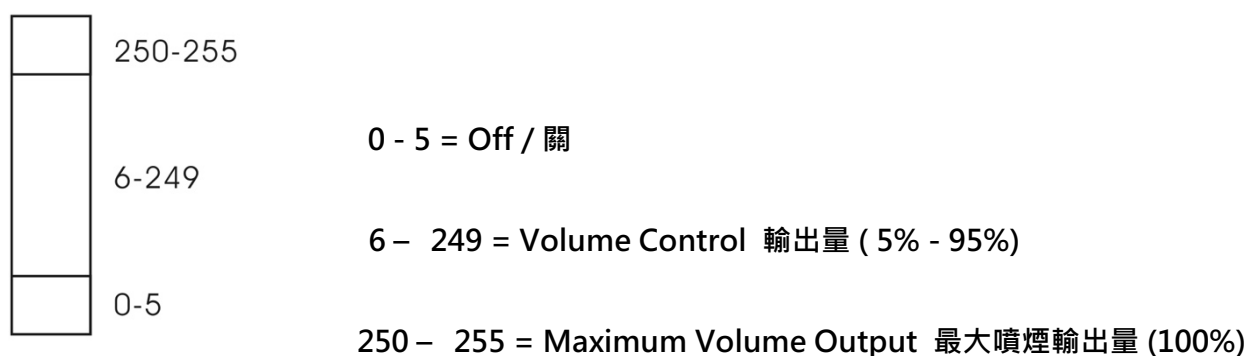 250-255
0 - 5 = Off / 關
6-249
6 – 249 = Volume Control 輸出量 ( 5% - 95%)
0-5
250 – 255 = Maximum Volume Output 最大噴煙輸出量 (100%)